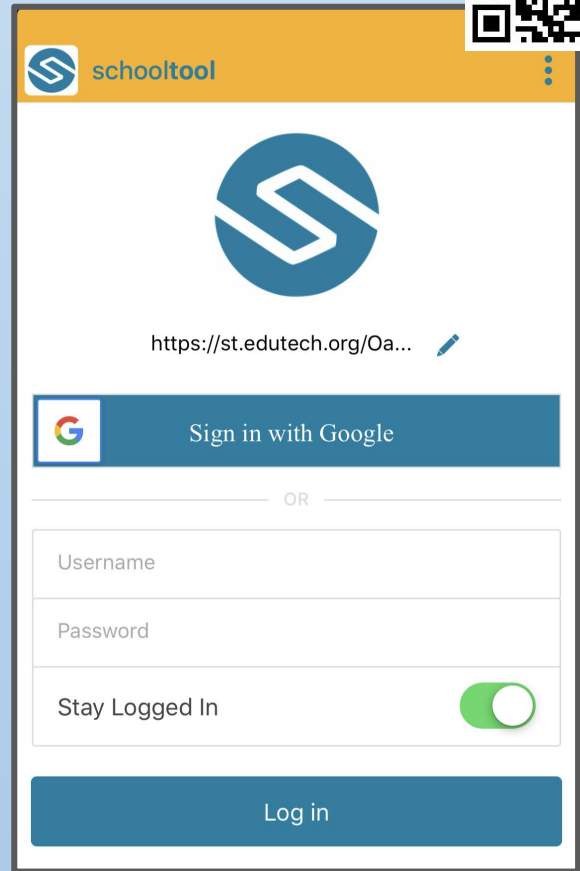 schooltool
https://st.edutech.org/Oa...
Sign in with Google
OR
Username
Password
Stay Logged In
Log in